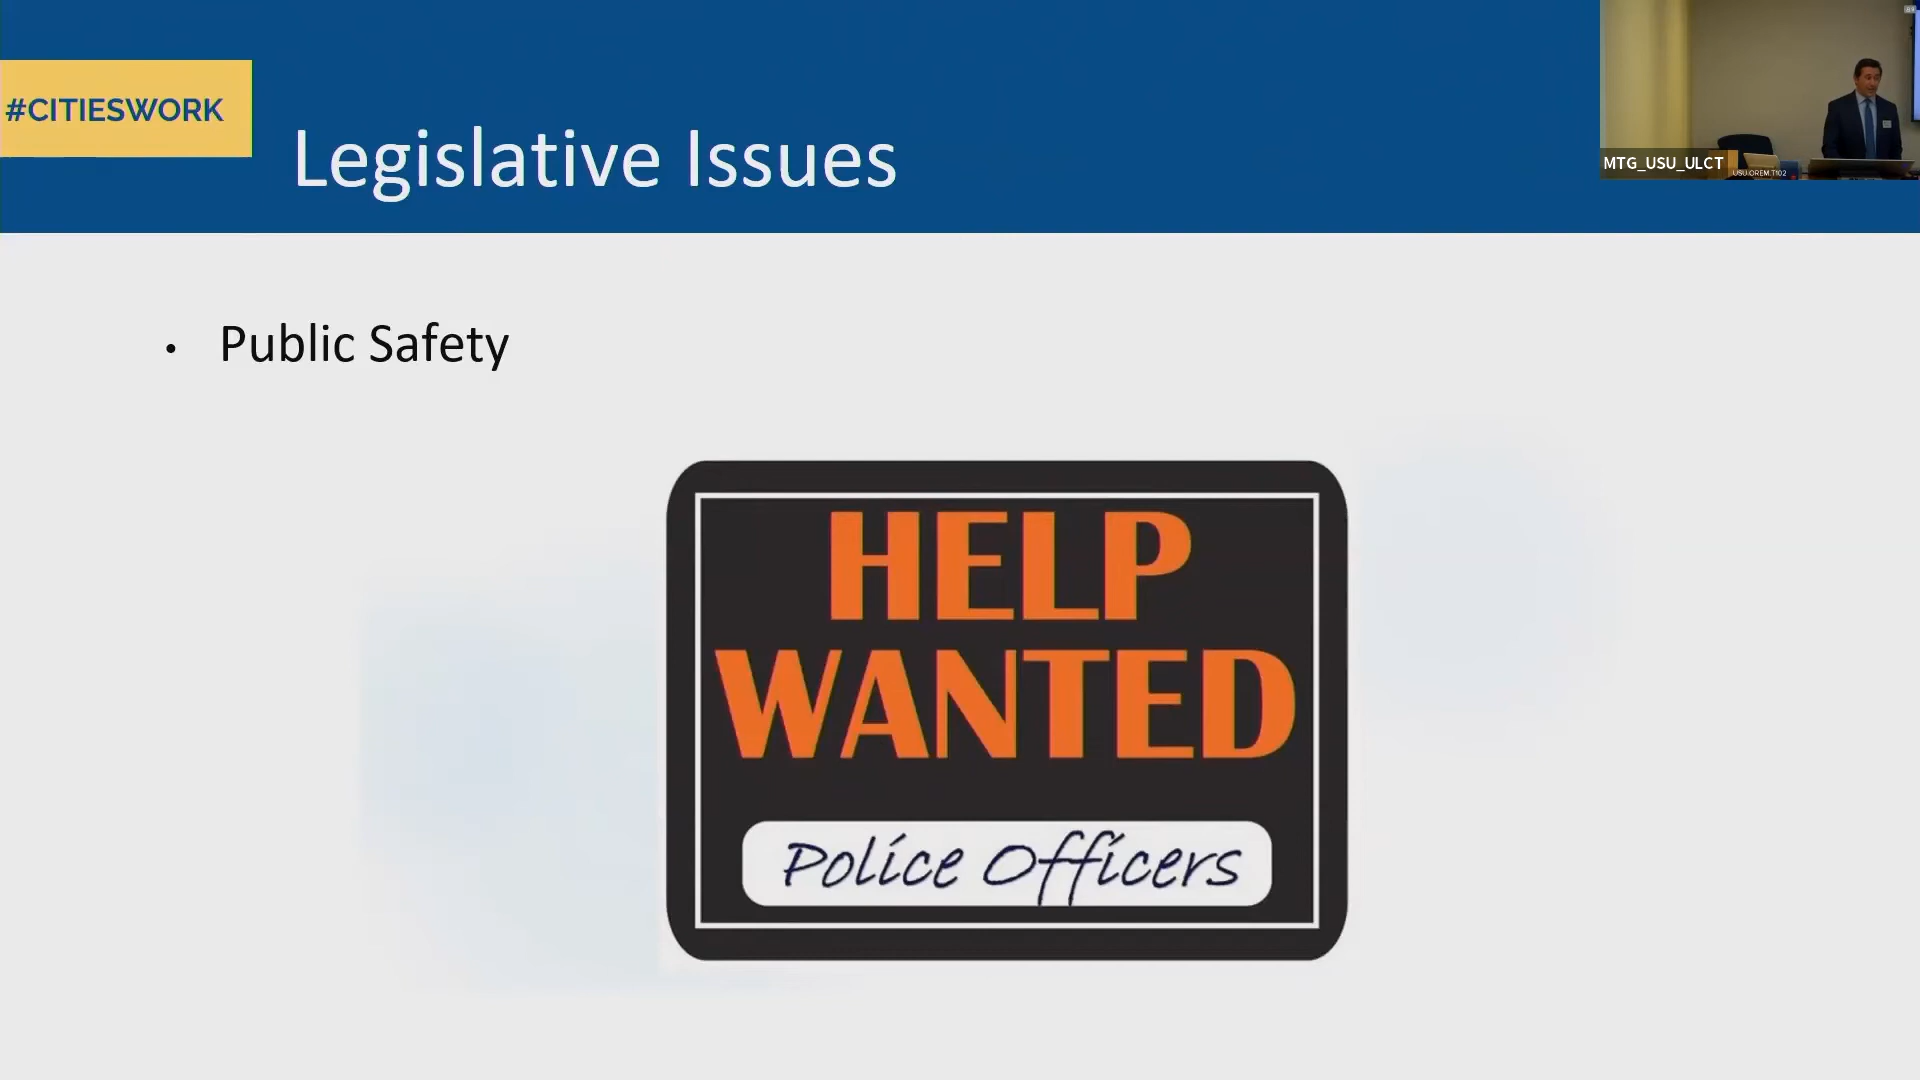 #CITIESWORK
Legislative Issues
MTG_USU_ULCT
USU.OREM.T102
• Public Safety
HELP
WANTED
Police Officers